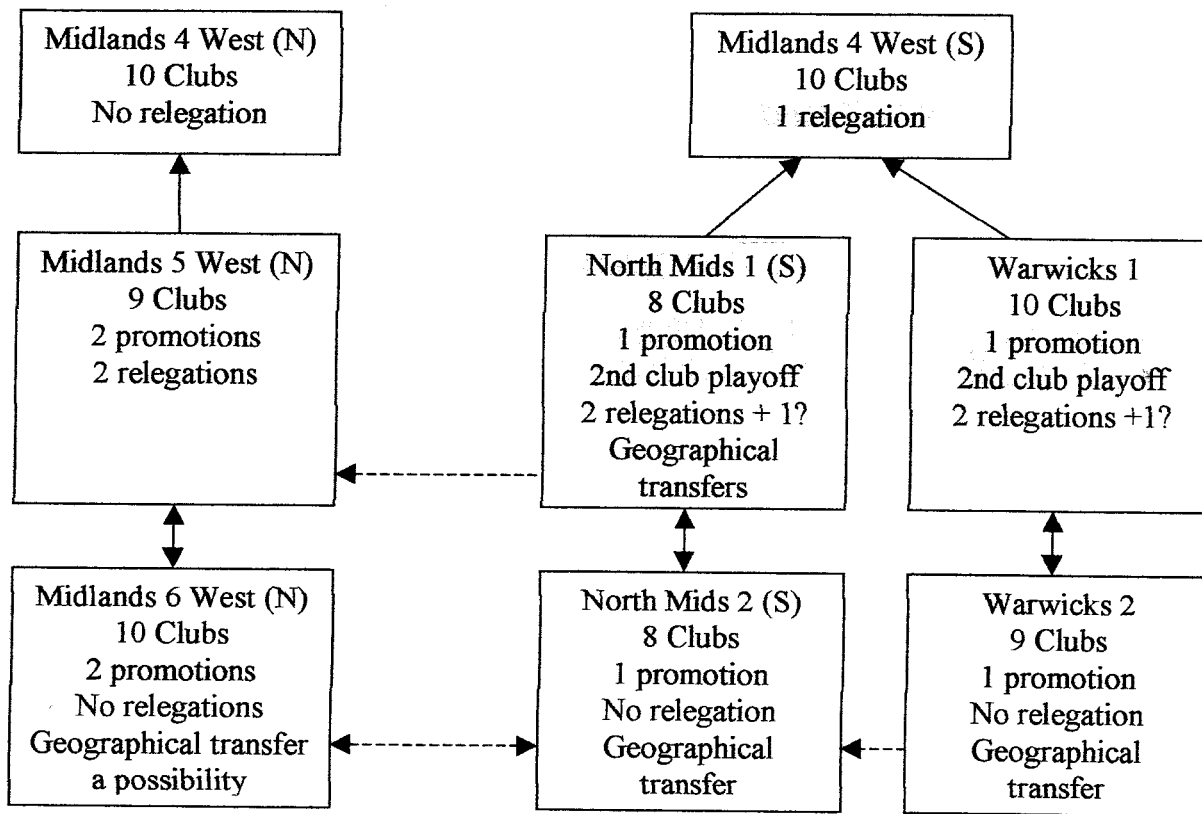 Midlands 4 West (N)
10 Clubs
No relegation
Midlands 4 West (S)
10 Clubs
1 relegation
Midlands 5 West (N)
9 Clubs
2 promotions
2 relegations
North Mids 1 (S)
8 Clubs
1 promotion
2nd club playoff
2 relegations + 1?
Geographical
transfers
Warwicks 1
10 Clubs
1 promotion
2nd club playoff
2 relegations +1?
Midlands 6 West (N)
10 Clubs
2 promotions
No relegations
Geographical transfer
a possibility
North Mids 2 (S)
8 Clubs
1 promotion
No relegation
Geographical
transfer
Warwicks 2
9 Clubs
1 promotion
No relegation
Geographical
transfer